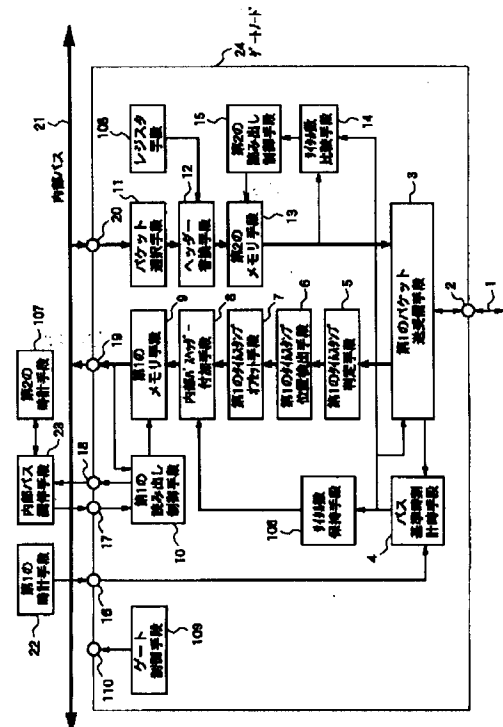 22
第1の
時計手段
23
内部バス
調停手段
107
第2の
時計手段
内部バス
21
110
16
17
18
19
20
24
ゲートノード
109
ゲート
制御手段
10
第1の
読み出し
制御手段
9
第1の
メモリ手段
11
パケット
選択手段
108
レジスタ
手段
8
内部バスヘッダー
付加手段
12
ヘッダー
書換手段
7
第1のタイムスタンプ
オフセット手段
13
第2の
メモリ手段
15
第2の
読み出し
制御手段
サイクル数
保持手段
6
第1のタイムスタンプ
位置検出手段
5
第1のタイムスタンプ
判定手段
14
サイクル数
比較手段
4
バス
基準時刻
計時手段
3
第1のパケット
送受信手段
2
1